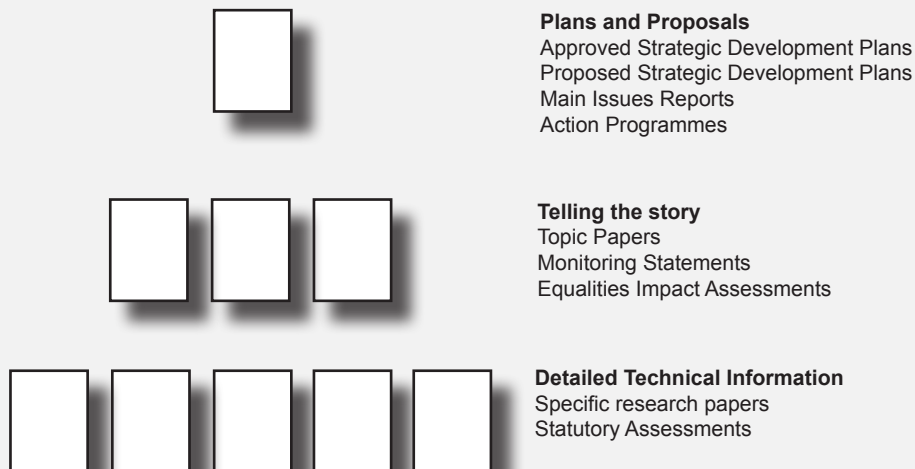 Plans and Proposals
Approved Strategic Development Plans
Proposed Strategic Development Plans
Main Issues Reports
Action Programmes
Telling the story
Topic Papers
Monitoring Statements
Equalities Impact Assessments
Detailed Technical Information
Specific research papers
Statutory Assessments